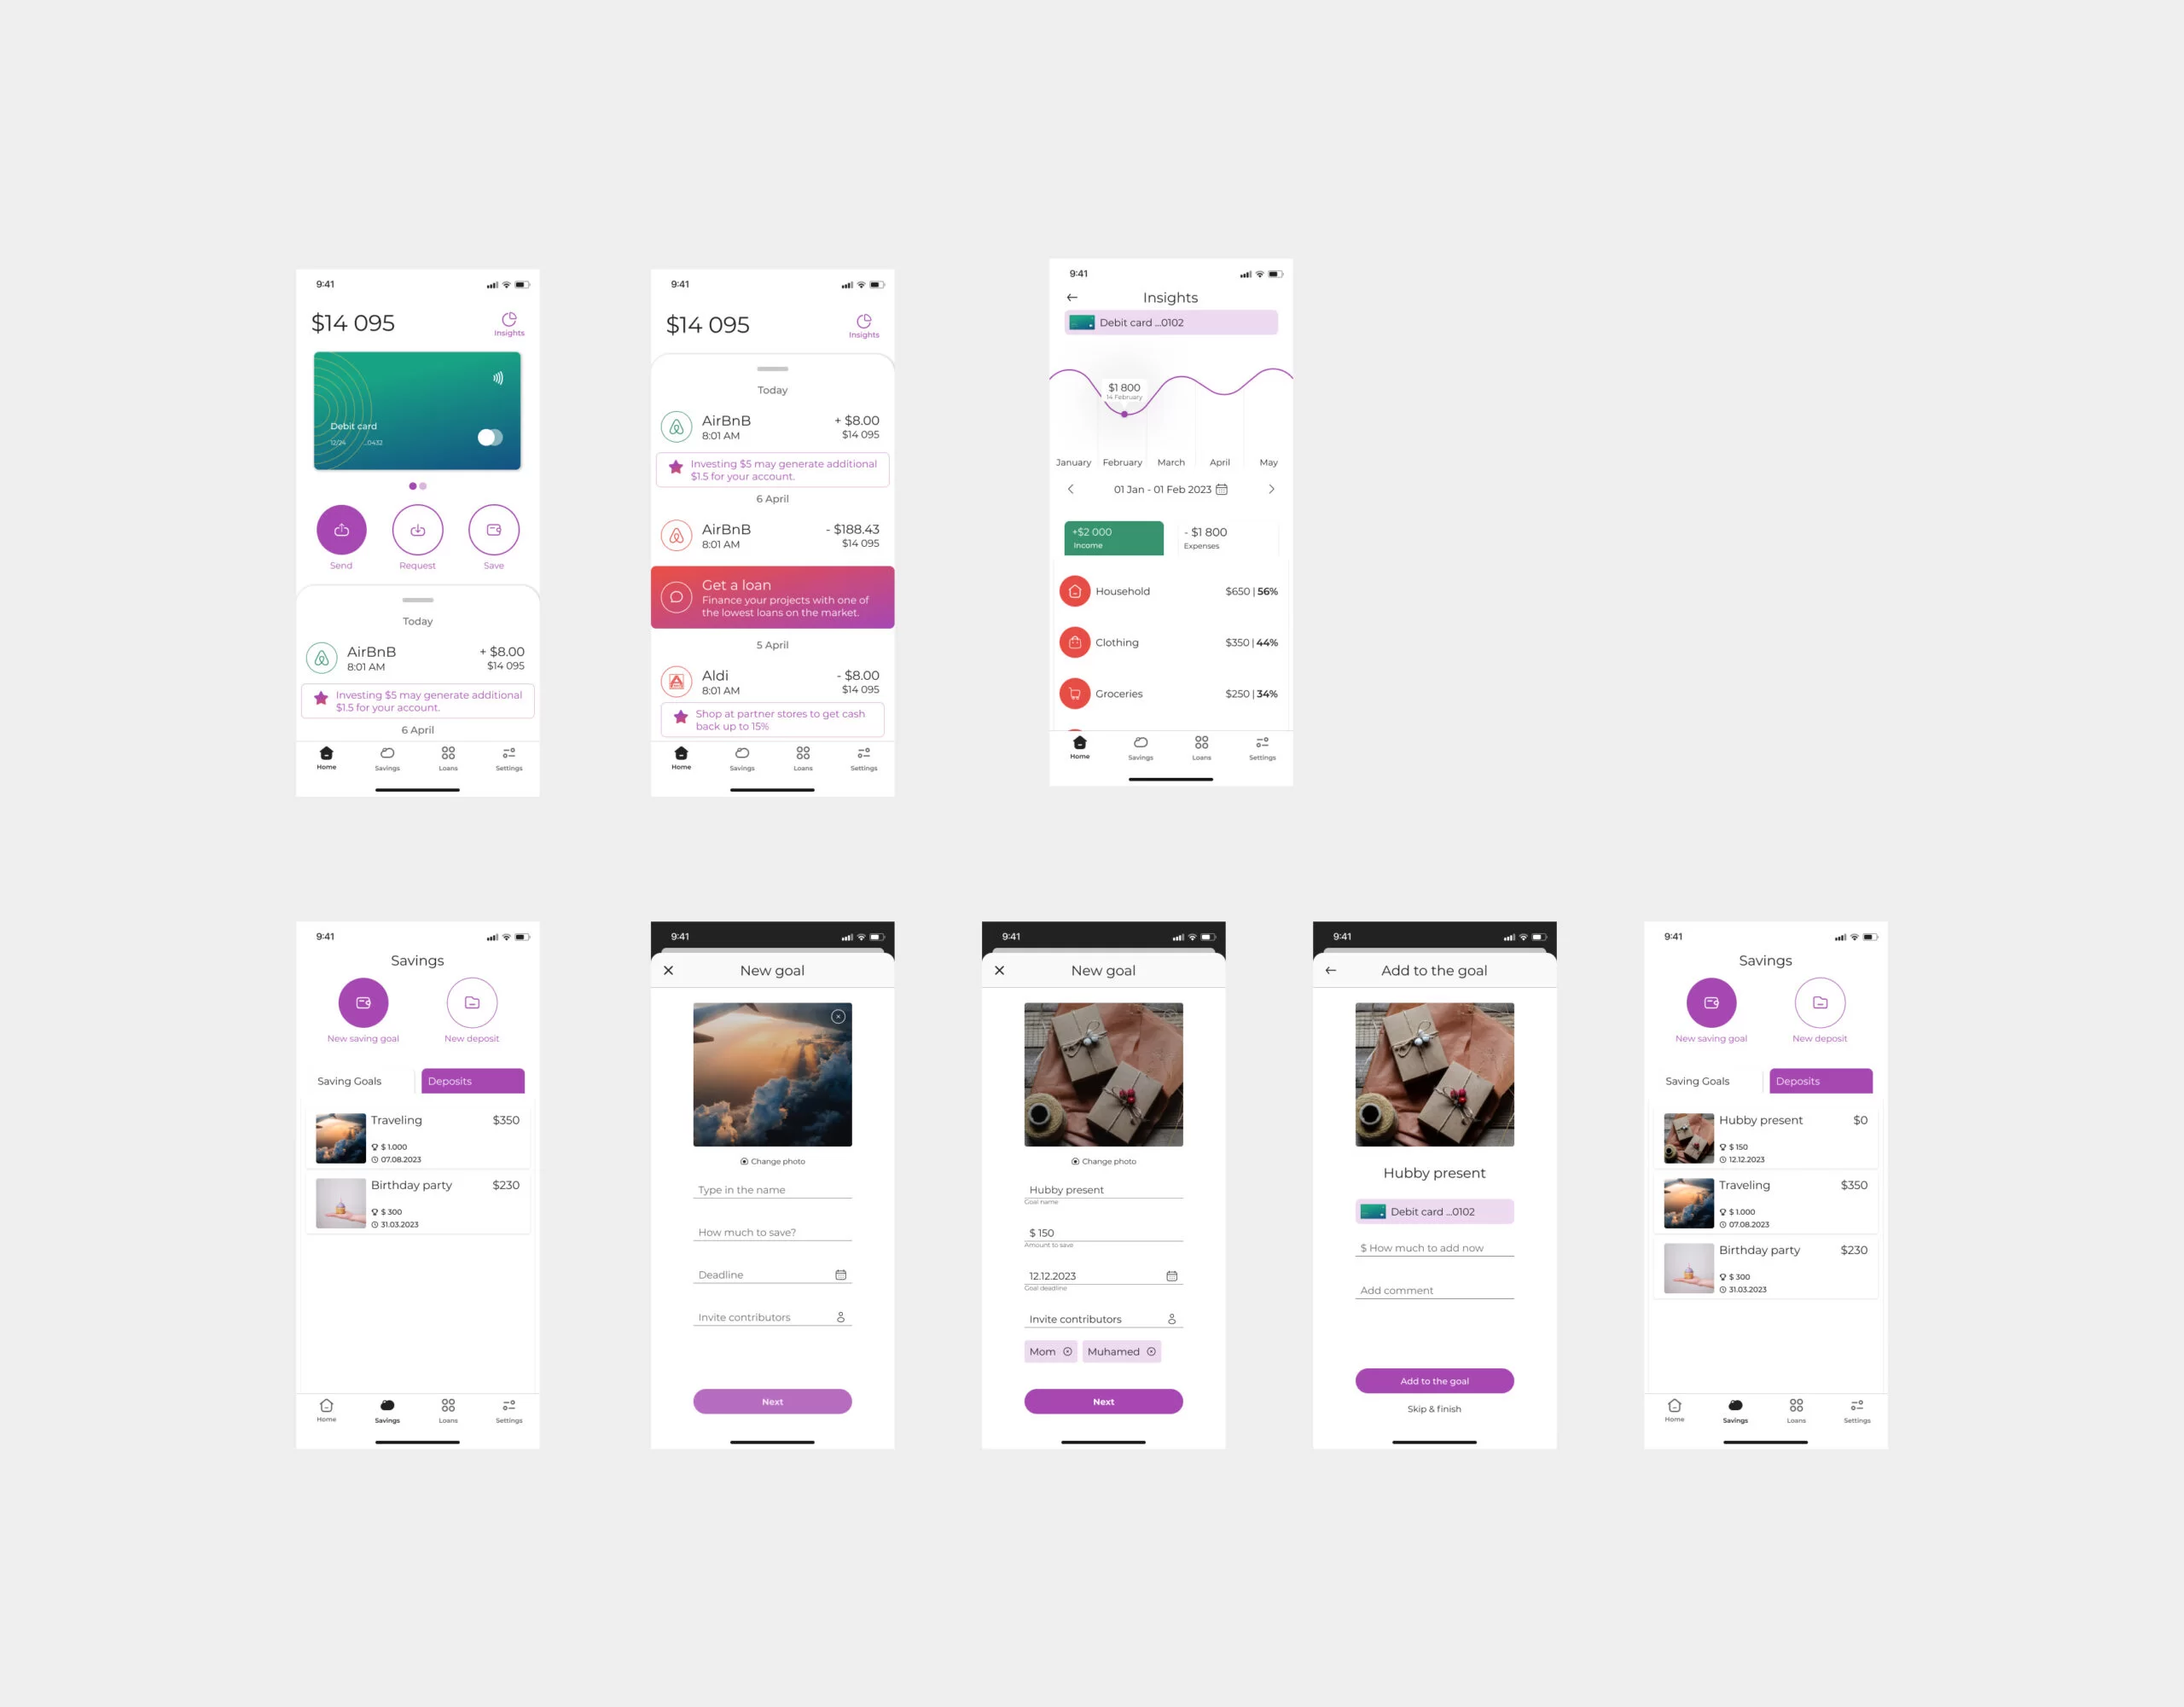 9:41
$14 095
Insights
Debit card
12/24 ...0432
Send
Request
Save
Today
AirBnB
+ $8.00
8:01 AM
$14 095
Investing $5 may generate additional
$1.5 for your account.
6 April
Home
Savings
Loans
Settings
9:41
$14 095
Insights
Today
AirBnB
+ $8.00
8:01 AM
$14 095
Investing $5 may generate additional
$1.5 for your account.
6 April
AirBnB
- $188.43
8:01 AM
$14 095
Get a loan
Finance your projects with one of
the lowest loans on the market.
5 April
Aldi
- $8.00
8:01 AM
$14 095
Shop at partner stores to get cash
back up to 15%
Home
Savings
Loans
Settings
9:41
Insights
Debit card ...0102
$1 800
14 February
January
February
March
April
May
01 Jan - 01 Feb 2023
+$2 000
Income
- $1 800
Expenses
Household
$650 | 56%
Clothing
$350 | 44%
Groceries
$250 | 34%
Home
Savings
Loans
Settings
9:41
Savings
New saving goal
New deposit
Saving Goals
Deposits
Traveling
$350
$ 1.000
07.08.2023
Birthday party
$230
$ 300
31.03.2023
Home
Savings
Loans
Settings
9:41
New goal
Change photo
Type in the name
How much to save?
Deadline
Invite contributors
Next
9:41
New goal
Change photo
Hubby present
Goal name
$ 150
Amount to save
12.12.2023
Goal deadline
Invite contributors
Mom
Muhamed
Next
9:41
Add to the goal
Hubby present
Debit card ...0102
$ How much to add now
Add comment
Add to the goal
Skip & finish
9:41
Savings
New saving goal
New deposit
Saving Goals
Deposits
Hubby present
$0
$ 150
12.12.2023
Traveling
$350
$ 1.000
07.08.2023
Birthday party
$230
$ 300
31.03.2023
Home
Savings
Loans
Settings